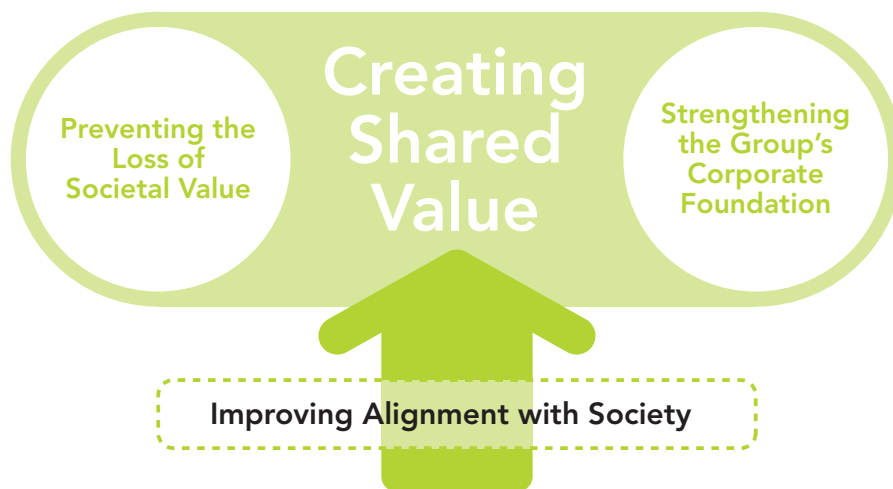 Preventing the
Loss of
Societal Value
Creating
Shared
Value
Strengthening
the Group’s
Corporate
Foundation
Improving Alignment with Society